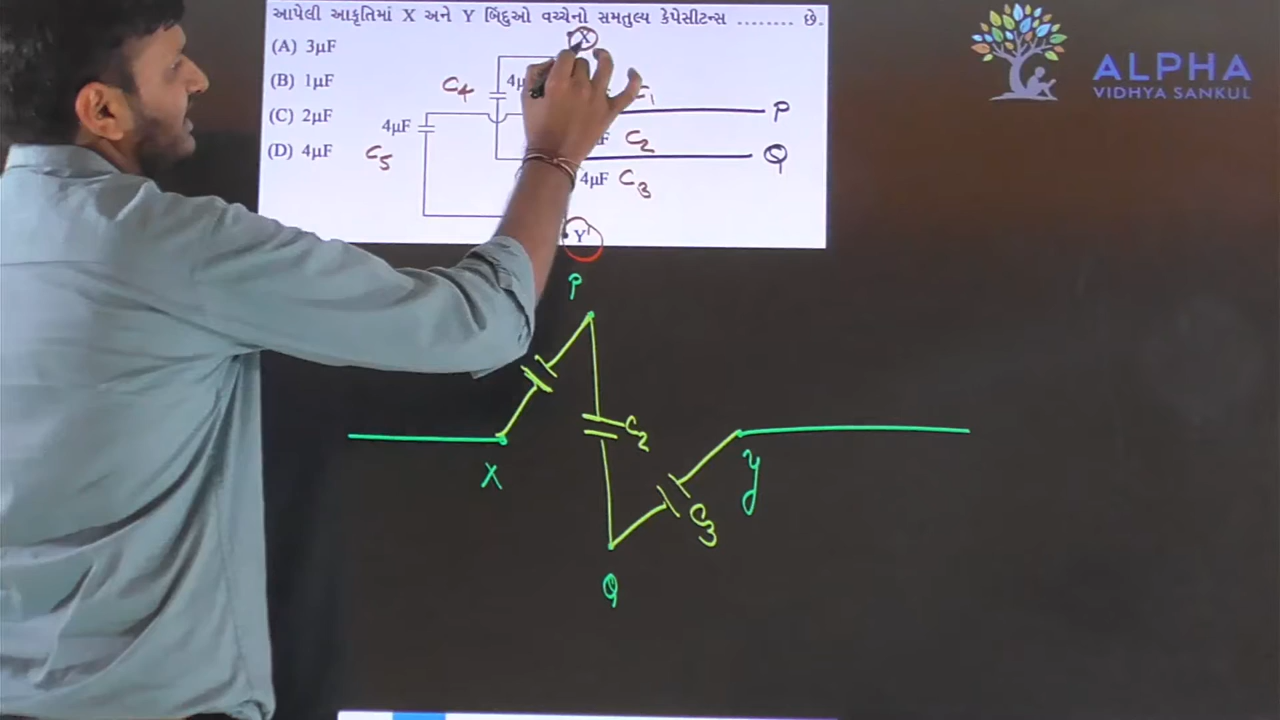 આપેલી આકૃતિમાં X અને Y બિંદુઓ વચ્ચેનો સમતુલ્ય કેપેસીટન્સ ........ છે.
X
(A) 3μF
(B) 1μF
(C) 2μF
(D) 4μF
C4
C1
P
4μF
C2
Q
C5
4μF
C3
Y
ALPHA
VIDHYA SANKUL
P
C2
X
y
C3
Q